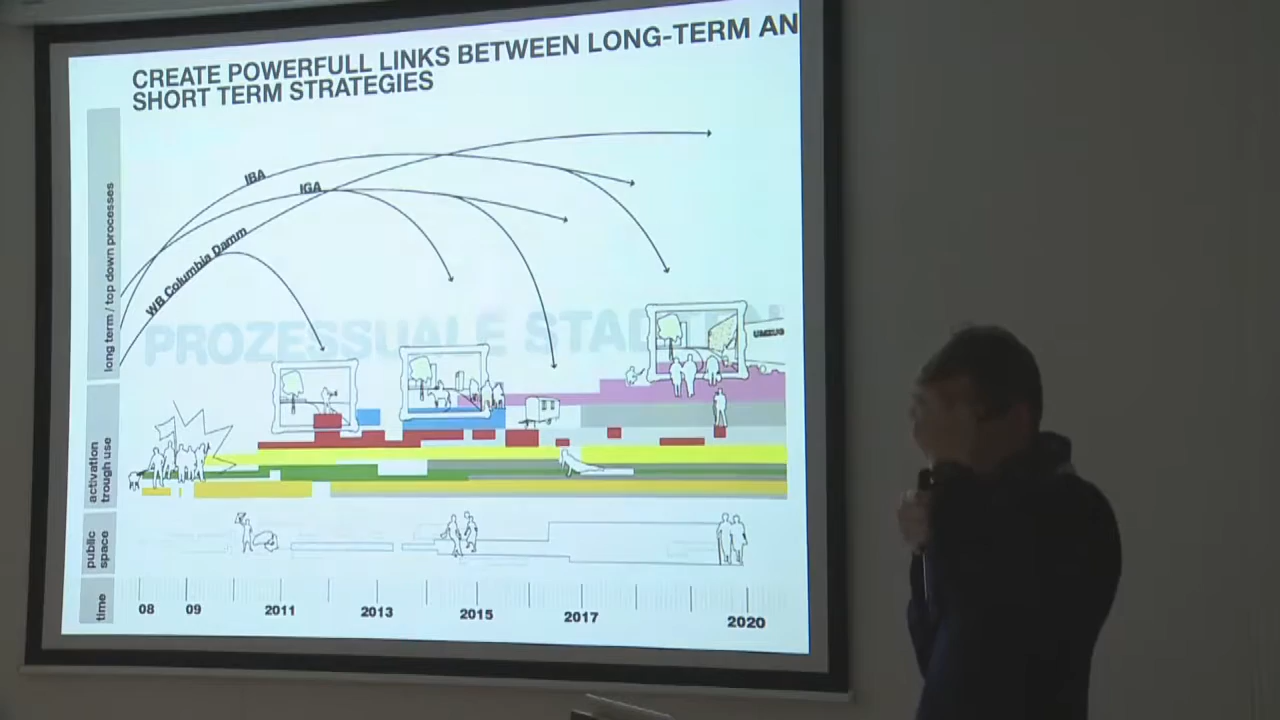 CREATE POWERFULL LINKS BETWEEN LONG-TERM AN
SHORT TERM STRATEGIES
IBA
IGA
WB Columbia Damm
long term / top down processes
PROZESSUALE
UMZUG
activation
trough use
public
space
time
08 09 2011 2013 2015 2017 2020